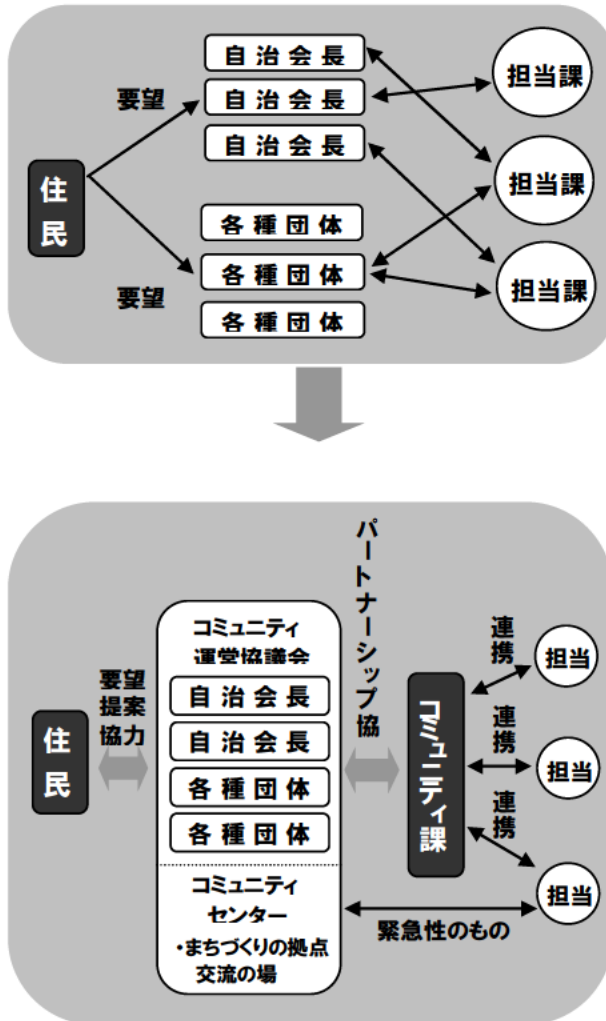 自治会長
要望
自治会長
自治会長
担当課
住民
各種団体
担当課
要望
各種団体
担当課
各種団体
パートナーシップ協
コミュニティ
運営協議会
要望
提案
協力
自治会長
自治会長
各種団体
各種団体
住民
コミュニティ課
連携
担当
連携
担当
連携
担当
コミュニティ
センター
・まちづくりの拠点
交流の場
緊急性のもの